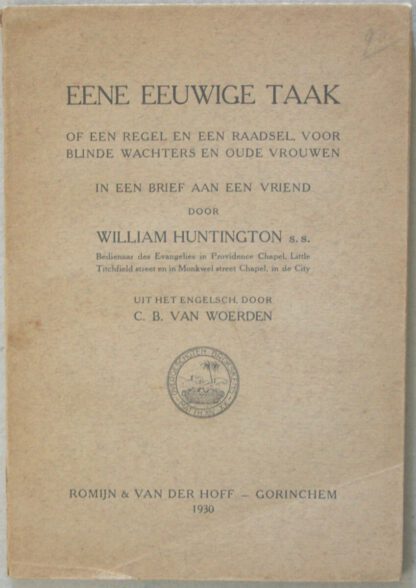 EENE EEUWIGE TAAK
OF EEN REGEL EN EEN RAADSEL, VOOR
BLINDE WACHTERS EN OUDE VROUWEN
IN EEN BRIEF AAN EEN VRIEND
DOOR
WILLIAM HUNTINGTON s. s.
Bedienaar des Evangelies in Providence Chapel, Little
Titchfield street en in Monkwel street Chapel, in de City
UIT HET ENGELSCH, DOOR
C. B. VAN WOERDEN
ROMIJN & VAN DER HOFF — GORINCHEM
1930